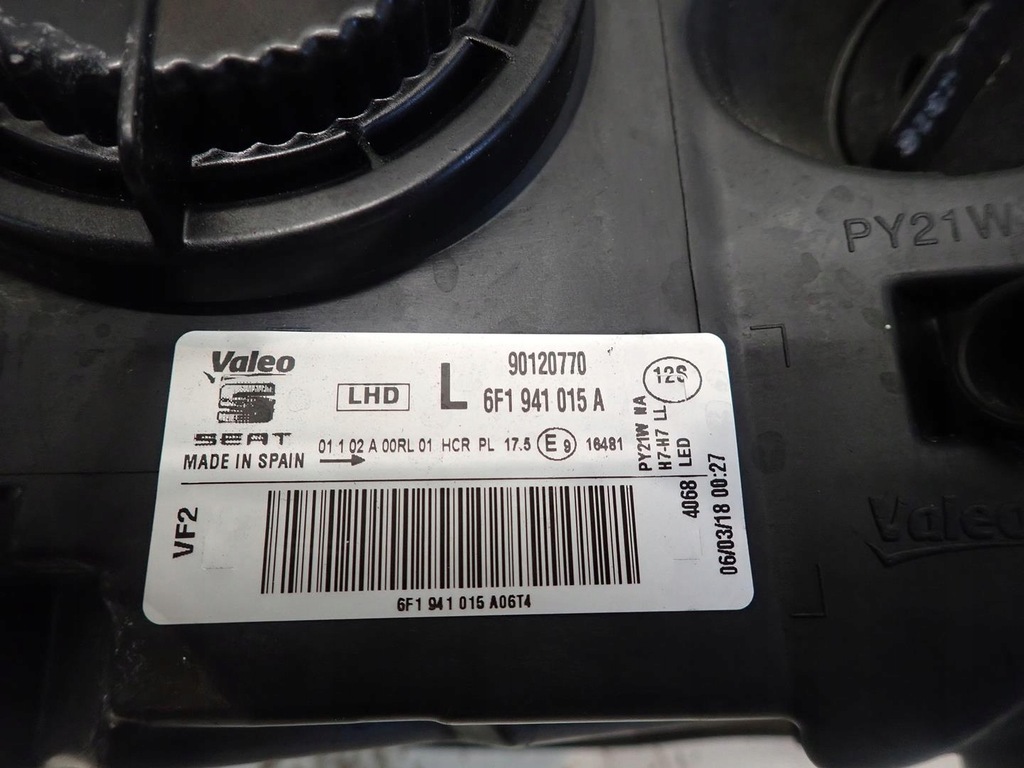 PY21W
Valeo
SEAT
MADE IN SPAIN
LHD
L
90120770
6F1 941 015 A
12S
01 1 02 A 00RL 01 HCR PL 17.5 E9 16481
PY21W NA
H7-H7 LL
LED
4068
06/03/18 00:27
VF2
6F1 941 015 A06T4
Valeo